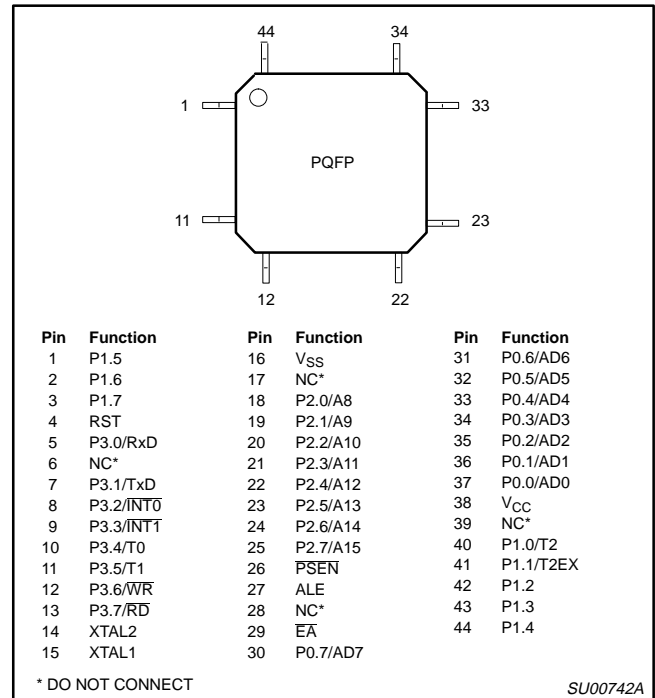 44 34
1 33
PQFP
11 23
12 22
Pin Function Pin Function Pin Function
1 P1.5 16 VSS 31 P0.6/AD6
2 P1.6 17 NC* 32 P0.5/AD5
3 P1.7 18 P2.0/A8 33 P0.4/AD4
4 RST 19 P2.1/A9 34 P0.3/AD3
5 P3.0/RxD 20 P2.2/A10 35 P0.2/AD2
6 NC* 21 P2.3/A11 36 P0.1/AD1
7 P3.1/TxD 22 P2.4/A12 37 P0.0/AD0
8 P3.2/I̅N̅T̅0̅ 23 P2.5/A13 38 VCC
9 P3.3/I̅N̅T̅1̅ 24 P2.6/A14 39 NC*
10 P3.4/T0 25 P2.7/A15 40 P1.0/T2
11 P3.5/T1 26 P̅S̅E̅N̅ 41 P1.1/T2EX
12 P3.6/W̅R̅ 27 ALE 42 P1.2
13 P3.7/R̅D̅ 28 NC* 43 P1.3
14 XTAL2 29 E̅A̅ 44 P1.4
15 XTAL1 30 P0.7/AD7
* DO NOT CONNECT
SU00742A